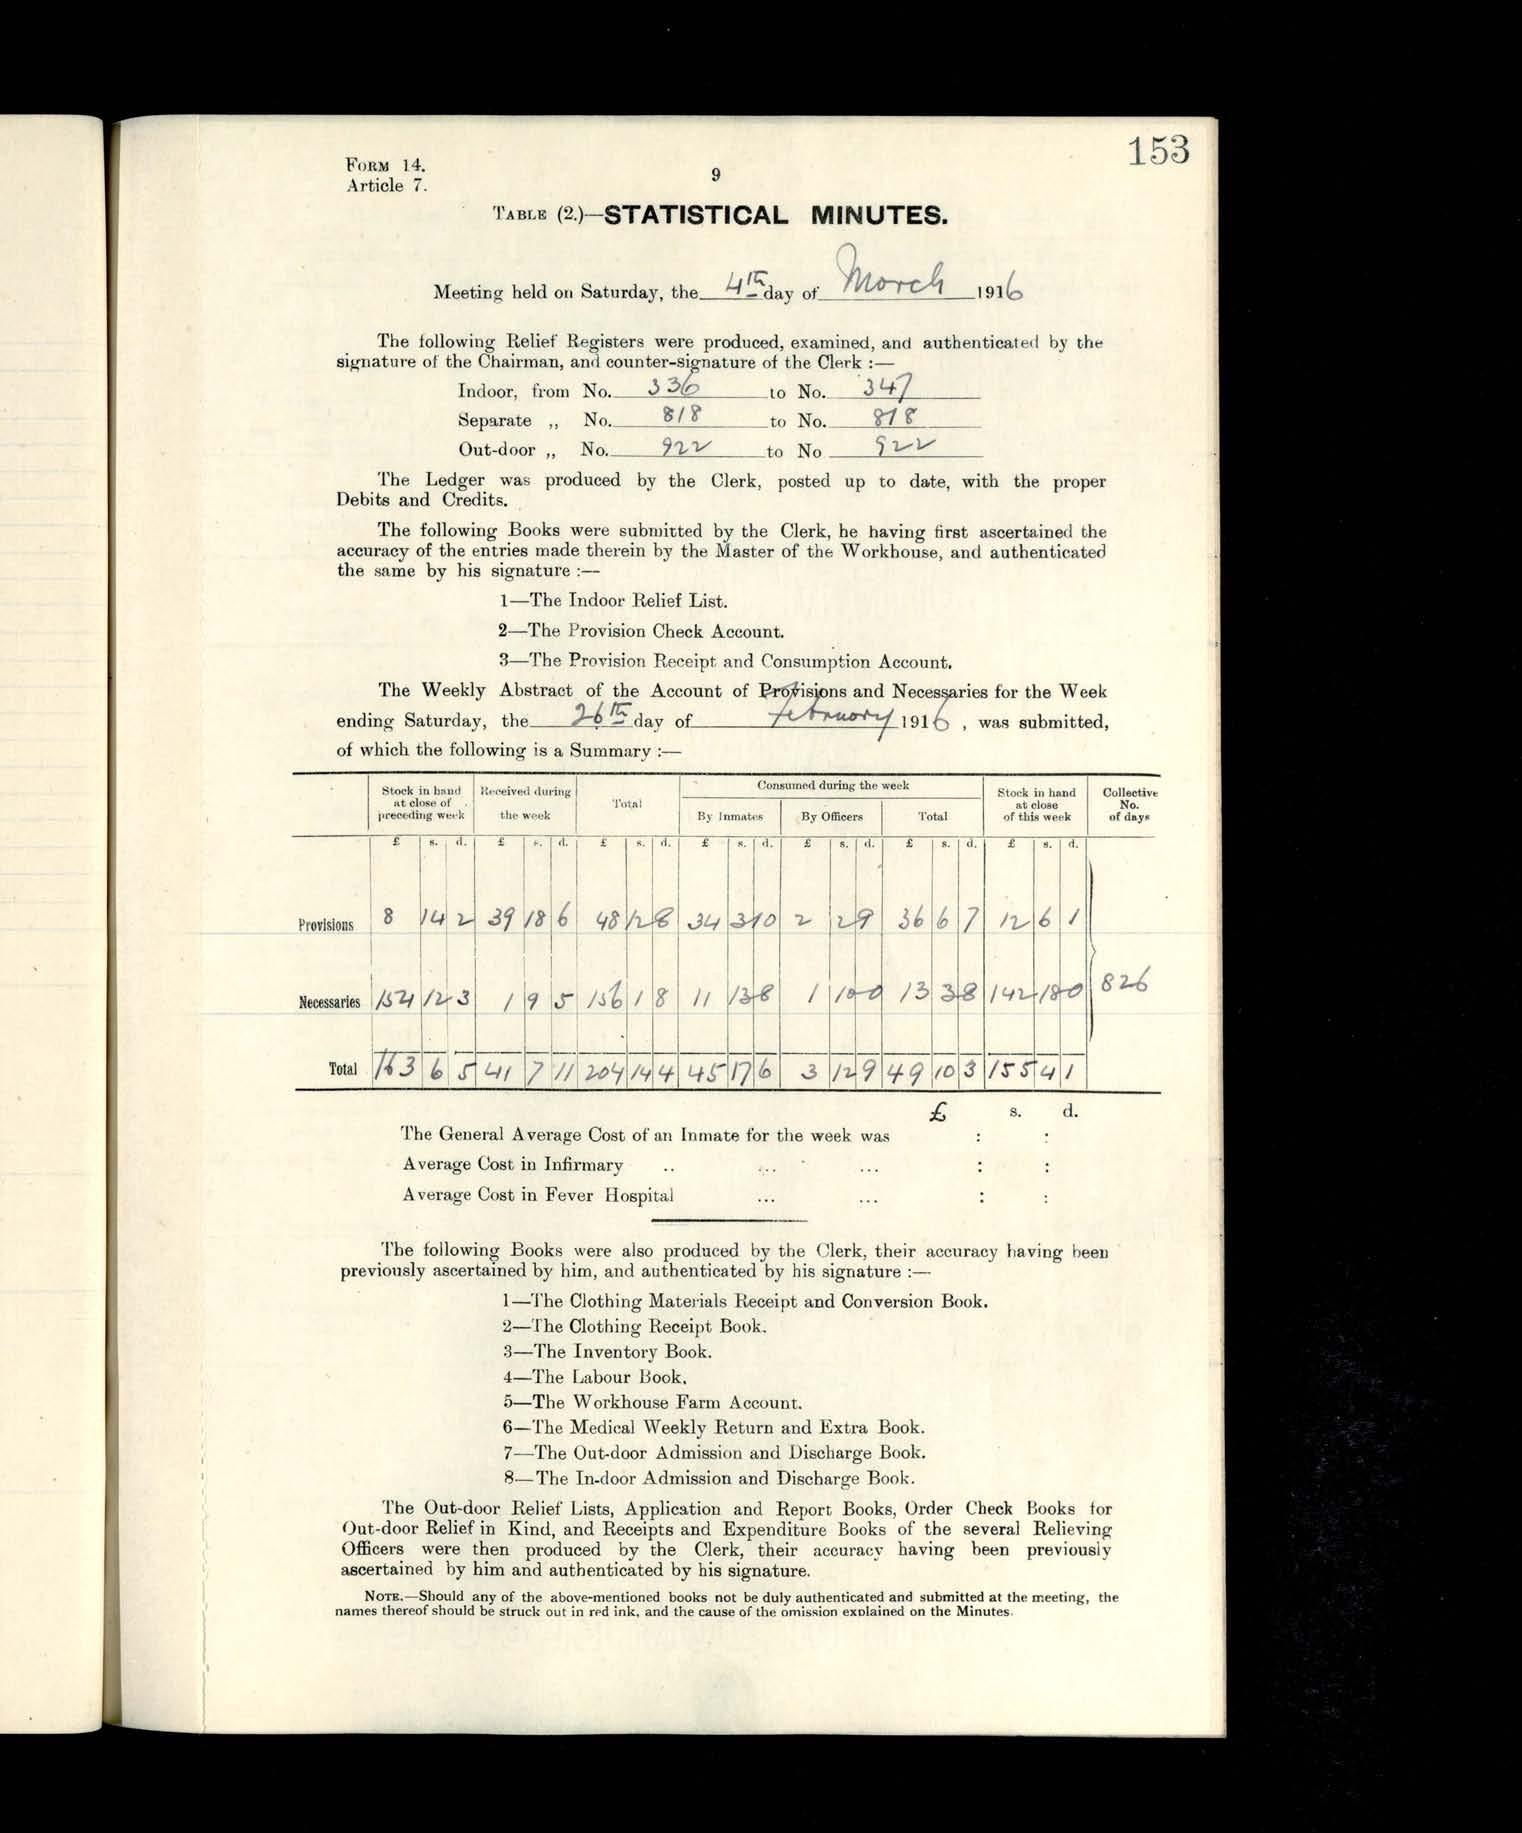 153
FORM 14.
Article 7.
9
TABLE (2.)—STATISTICAL MINUTES.
Meeting held on Saturday, the 4th day of March 1916
The following Relief Registers were produced, examined, and authenticated by the
signature of the Chairman, and counter-signature of the Clerk :—
Indoor, from No. 336 to No. 347
Separate „ No. 818 to No. 818
Out-door „ No. 922 to No 922
The Ledger was produced by the Clerk, posted up to date, with the proper
Debits and Credits.
The following Books were submitted by the Clerk, he having first ascertained the
accuracy of the entries made therein by the Master of the Workhouse, and authenticated
the same by his signature :—
1—The Indoor Relief List.
2—The Provision Check Account.
3—The Provision Receipt and Consumption Account.
The Weekly Abstract of the Account of Provisions and Necessaries for the Week
ending Saturday, the 26th day of February 1916 , was submitted,
of which the following is a Summary :—
Stock in hand at close of preceding week Received during the week Total Consumed during the week Stock in hand at close of this week Collective No. of days
By Inmates By Officers Total
£ s. d. £ s. d. £ s. d. £ s. d. £ s. d. £ s. d. £ s. d.
Provisions 8 14 2 39 18 6 48 12 8 34 3 10 2 2 9 36 6 7 12 6 1
Necessaries 154 12 3 1 9 5 156 1 8 11 13 8 1 10 0 13 3 8 142 18 0 826
Total 163 6 5 41 7 11 204 14 4 45 17 6 3 12 9 49 10 3 155 4 1
£ s. d.
The General Average Cost of an Inmate for the week was : :
Average Cost in Infirmary .. ... ... : :
Average Cost in Fever Hospital ... ... : :
The following Books were also produced by the Clerk, their accuracy having been
previously ascertained by him, and authenticated by his signature :—
1—The Clothing Materials Receipt and Conversion Book.
2—The Clothing Receipt Book.
3—The Inventory Book.
4—The Labour Book.
5—The Workhouse Farm Account.
6—The Medical Weekly Return and Extra Book.
7—The Out-door Admission and Discharge Book.
8—The In-door Admission and Discharge Book.
The Out-door Relief Lists, Application and Report Books, Order Check Books for
Out-door Relief in Kind, and Receipts and Expenditure Books of the several Relieving
Officers were then produced by the Clerk, their accuracy having been previously
ascertained by him and authenticated by his signature.
NOTE.—Should any of the above-mentioned books not be duly authenticated and submitted at the meeting, the
names thereof should be struck out in red ink, and the cause of the omission explained on the Minutes.